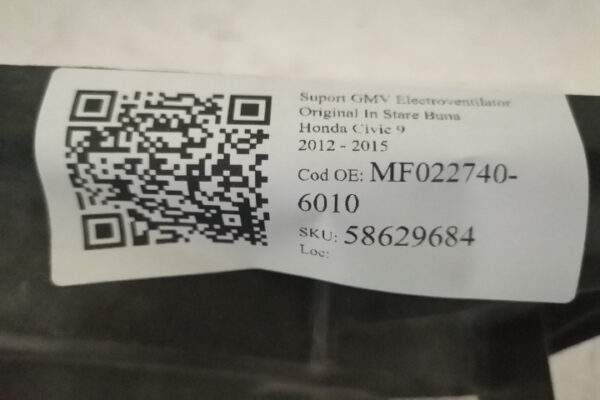 Suport GMV Electroventilator
Original In Stare Buna
Honda Civic 9
2012 - 2015
Cod OE: MF022740-
6010
SKU: 58629684
Loc: